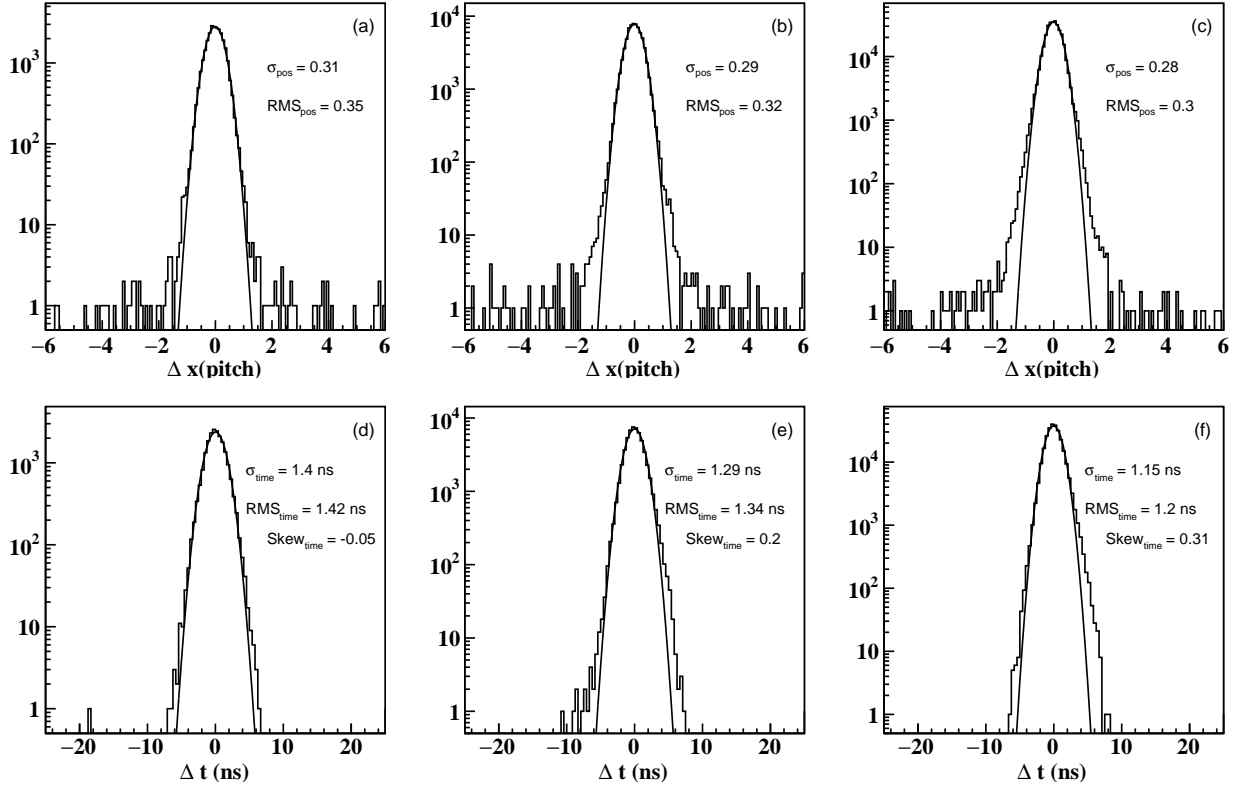 (a)
σpos = 0.31
RMSpos = 0.35
10³
10²
10
1
−6 −4 −2 0 2 4 6
Δ x(pitch)
(b)
σpos = 0.29
RMSpos = 0.32
10⁴
10³
10²
10
1
−6 −4 −2 0 2 4 6
Δ x(pitch)
(c)
σpos = 0.28
RMSpos = 0.3
10⁴
10³
10²
10
1
−6 −4 −2 0 2 4 6
Δ x(pitch)
(d)
σtime = 1.4 ns
RMStime = 1.42 ns
Skewtime = -0.05
10³
10²
10
1
−20 −10 0 10 20
Δ t (ns)
(e)
σtime = 1.29 ns
RMStime = 1.34 ns
Skewtime = 0.2
10⁴
10³
10²
10
1
−20 −10 0 10 20
Δ t (ns)
(f)
σtime = 1.15 ns
RMStime = 1.2 ns
Skewtime = 0.31
10⁴
10³
10²
10
1
−20 −10 0 10 20
Δ t (ns)